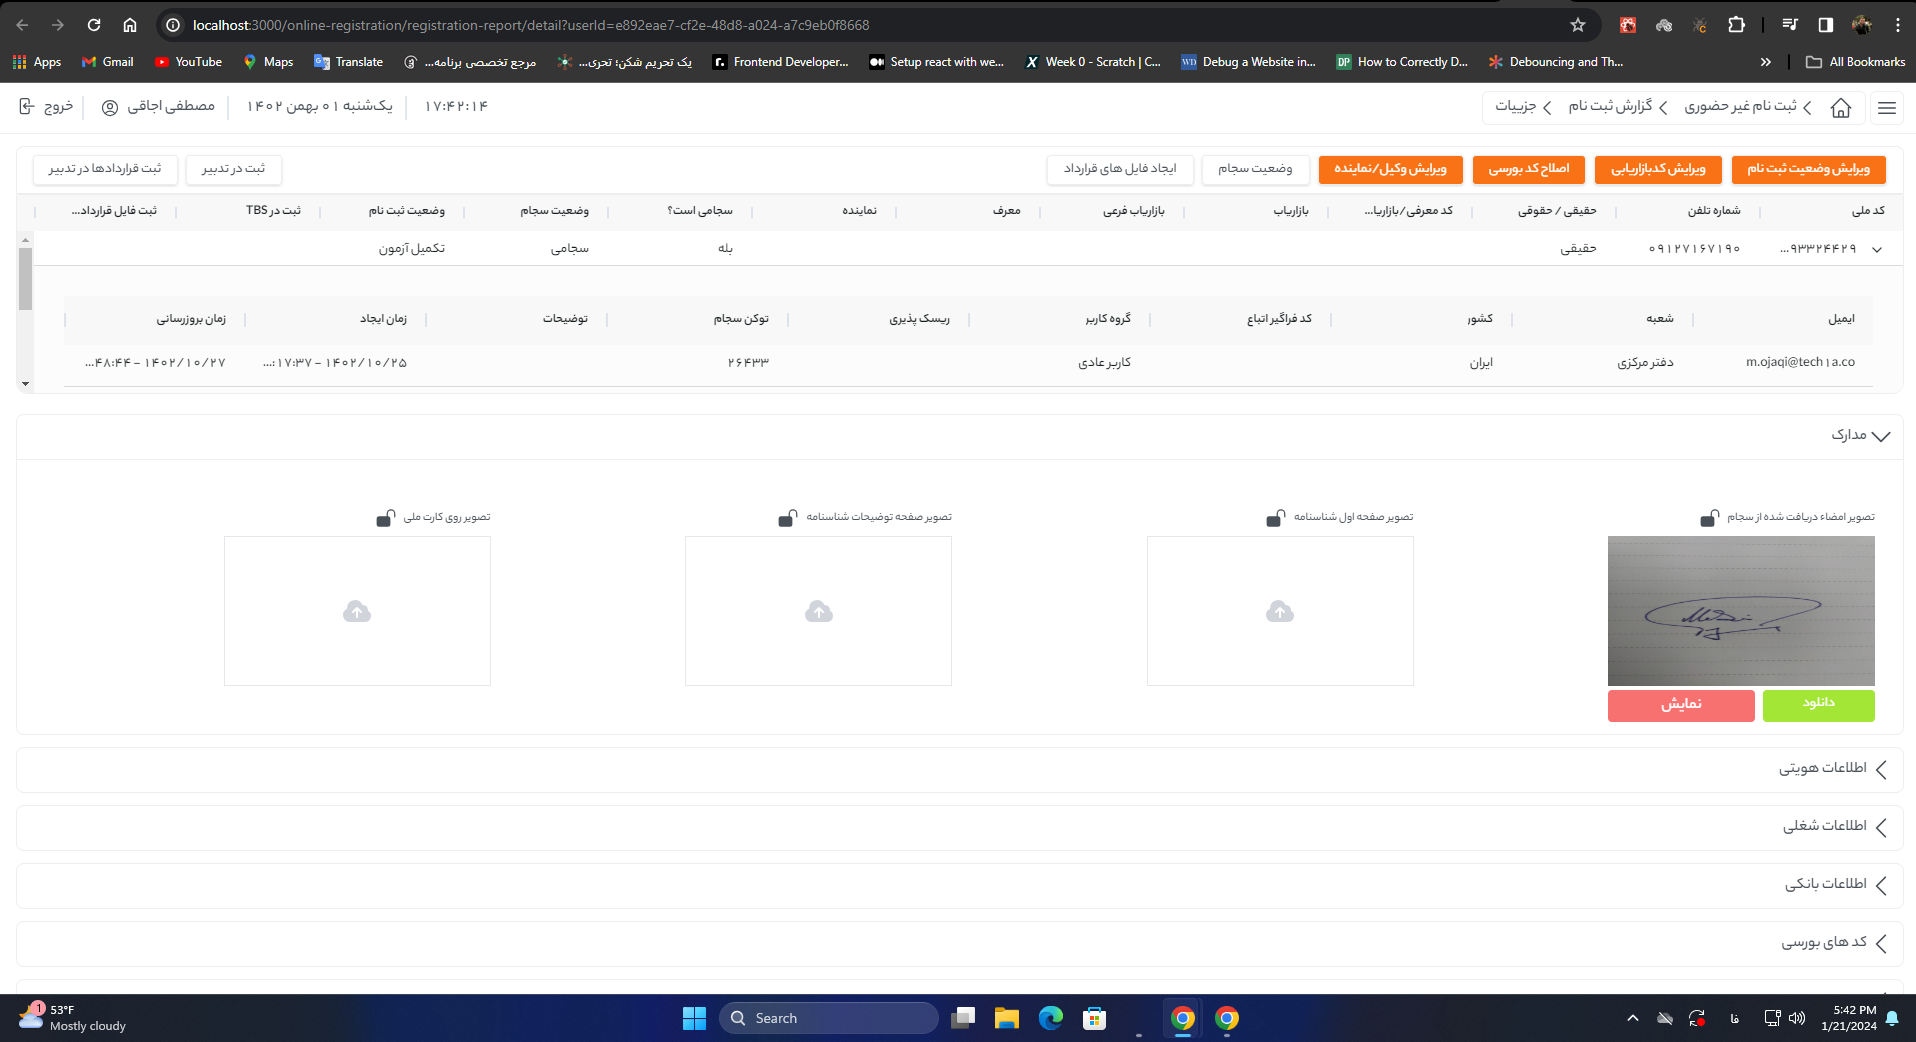 localhost:3000/online-registration/registration-report/detail?userId=e892eae7-cf2e-48d8-a024-a7c9eb0f8668
Apps Gmail YouTube Maps Translate مرجع تخصصی برنامه... یک تحریم شکن؛ تحری... Frontend Developer... Setup react with we... Week 0 - Scratch | C... Debug a Website in... How to Correctly D... Debouncing and Th... » All Bookmarks
ثبت نام غیر حضوری گزارش ثبت نام جزییات ۱۷:۴۲:۱۴ یک‌شنبه ۰۱ بهمن ۱۴۰۲ مصطفی اجاقی خروج
ویرایش وضعیت ثبت نام ویرایش کدبازاریابی اصلاح کد بورسی ویرایش وکیل/نماینده وضعیت سجام ایجاد فایل های قرارداد ثبت در تدبیر ثبت قراردادها در تدبیر
کد ملی شماره تلفن حقیقی / حقوقی کد معرفی/بازاریا... بازاریاب بازاریاب فرعی معرف نماینده سجامی است؟ وضعیت سجام وضعیت ثبت نام ثبت در TBS ثبت فایل قرارداد...
۹۳۳۲۴۴۲۹... ۰۹۱۲۷۱۶۷۱۹۰ حقیقی بله سجامی تکمیل آزمون
ایمیل شعبه کشور کد فراگیر اتباع گروه کاربر ریسک پذیری توکن سجام توضیحات زمان ایجاد زمان بروزرسانی
m.ojaqi@tech1a.co دفتر مرکزی ایران کاربر عادی ۲۶۴۳۳ ۱۴۰۲/۱۰/۲۵ – ۱۷:۳۷:... ۱۴۰۲/۱۰/۲۷ – ۴۸:۴۴...
مدارک
تصویر امضاء دریافت شده از سجام تصویر صفحه اول شناسنامه تصویر صفحه توضیحات شناسنامه تصویر روی کارت ملی
دانلود نمایش
اطلاعات هویتی
اطلاعات شغلی
اطلاعات بانکی
کد های بورسی
1 53°F Search فا 5:42 PM
Mostly cloudy 1/21/2024